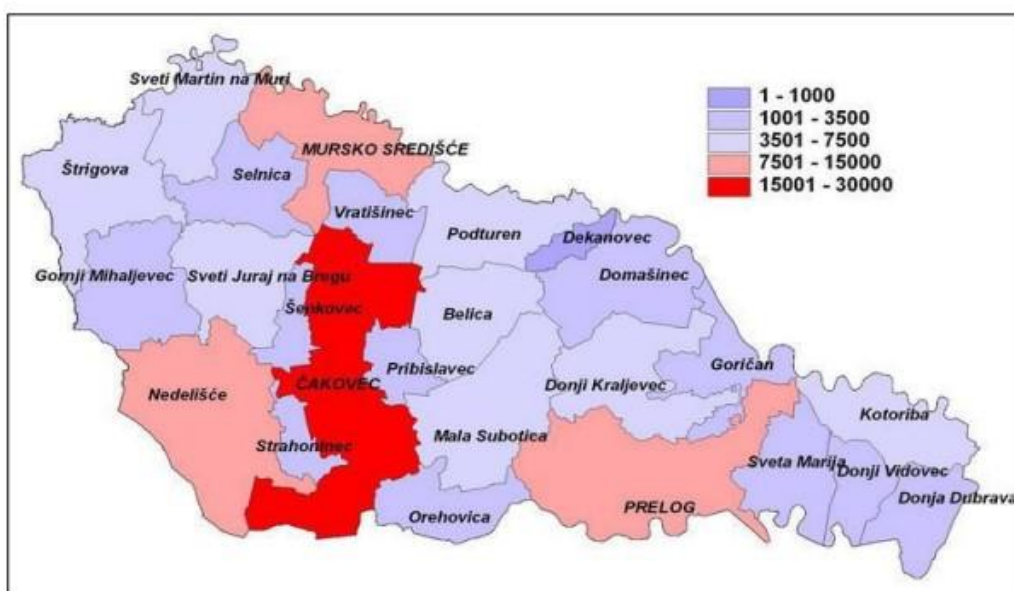 Sveti Martin na Muri
1 - 1000
1001 - 3500
3501 - 7500
7501 - 15000
15001 - 30000
MURSKO SREDIŠĆE
Štrigova
Selnica
Vratišinec
Podturen
Dekanovec
Domašinec
Gornji Mihaljevec
Sveti Juraj na Bregu
Šenkovec
Belica
Pribislavec
Goričan
Nedelišće
ČAKOVEC
Donji Kraljevec
Kotoriba
Strahoninec
Mala Subotica
Sveta Marija
Donji Vidovec
Donja Dubrava
Orehovica
PRELOG